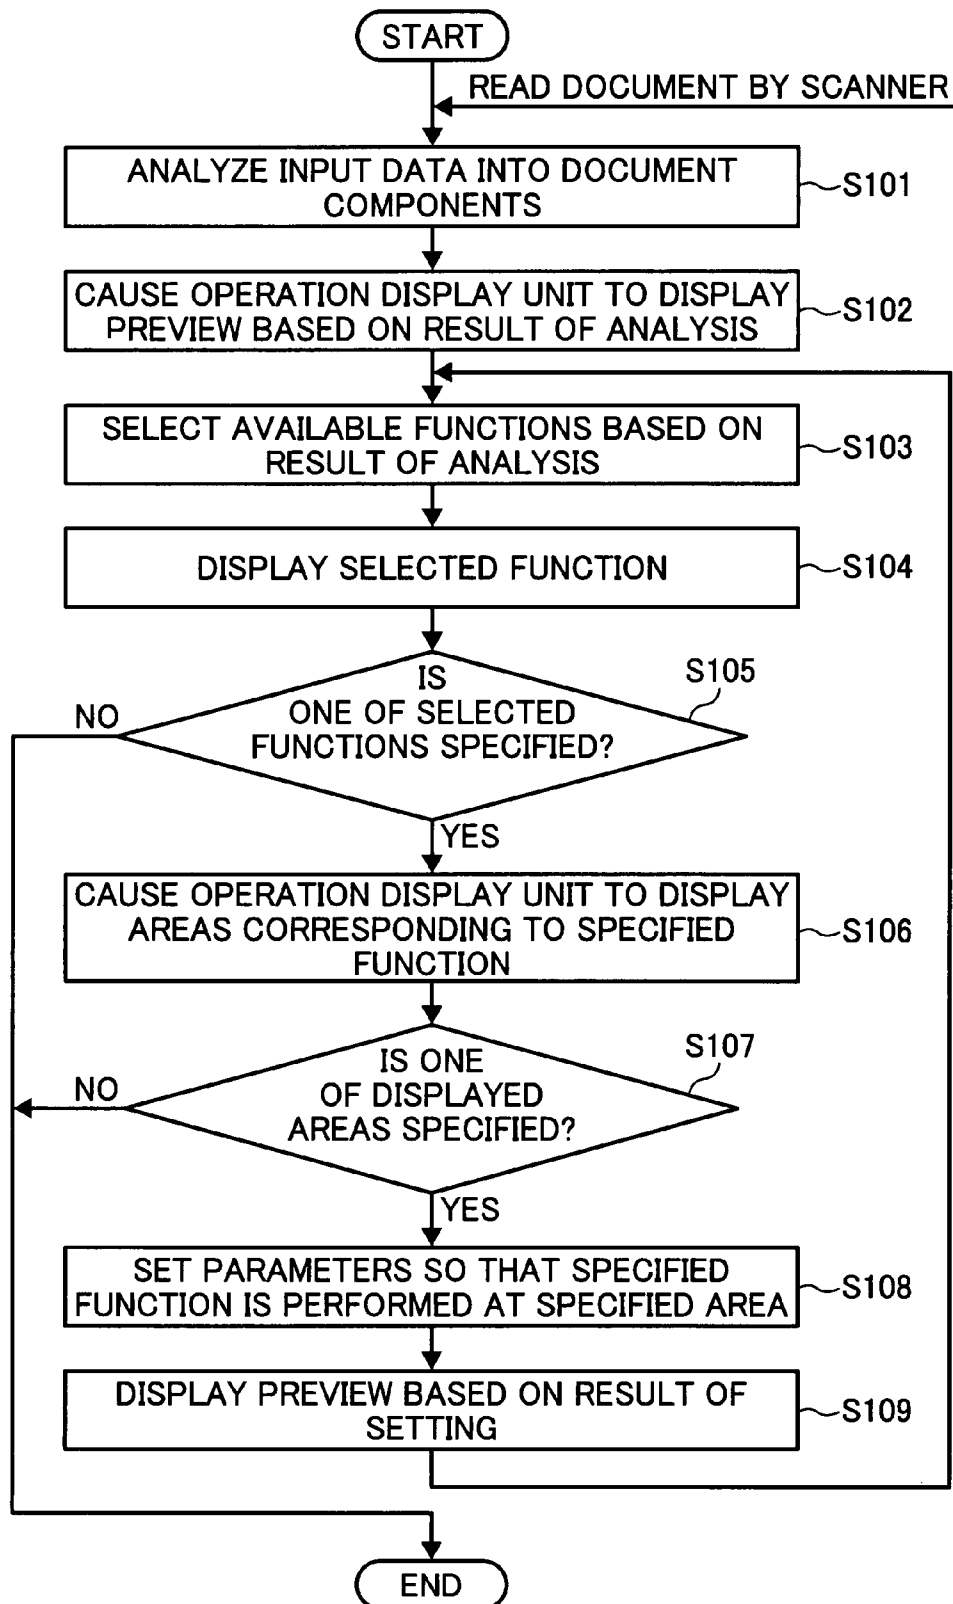 START
READ DOCUMENT BY SCANNER
ANALYZE INPUT DATA INTO DOCUMENT
COMPONENTS
S101
CAUSE OPERATION DISPLAY UNIT TO DISPLAY
PREVIEW BASED ON RESULT OF ANALYSIS
S102
SELECT AVAILABLE FUNCTIONS BASED ON
RESULT OF ANALYSIS
S103
DISPLAY SELECTED FUNCTION
S104
IS
ONE OF SELECTED
FUNCTIONS SPECIFIED?
S105
NO
YES
CAUSE OPERATION DISPLAY UNIT TO DISPLAY
AREAS CORRESPONDING TO SPECIFIED
FUNCTION
S106
IS ONE
OF DISPLAYED
AREAS SPECIFIED?
S107
NO
YES
SET PARAMETERS SO THAT SPECIFIED
FUNCTION IS PERFORMED AT SPECIFIED AREA
S108
DISPLAY PREVIEW BASED ON RESULT OF
SETTING
S109
END